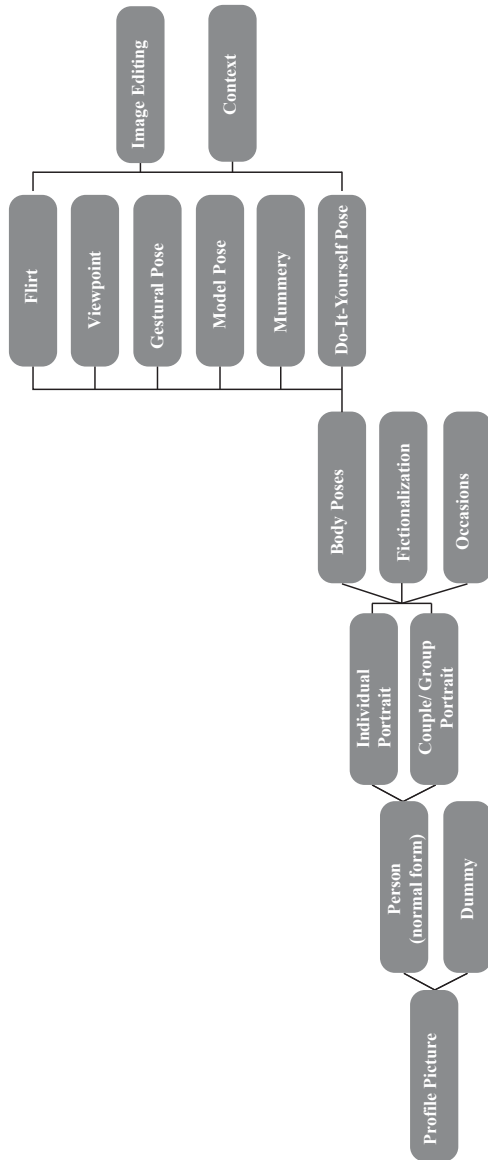 Profile Picture
Person
(normal form)
Dummy
Individual
Portrait
Couple/ Group
Portrait
Body Poses
Fictionalization
Occasions
Flirt
Viewpoint
Gestural Pose
Model Pose
Mummery
Do-It-Yourself Pose
Image Editing
Context